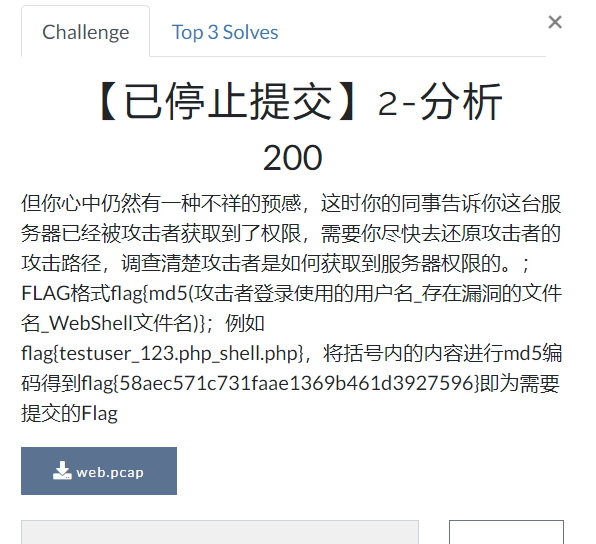 Challenge
Top 3 Solves
×
【已停止提交】2-分析
200
但你心中仍然有一种不祥的预感，这时你的同事告诉你这台服
务器已经被攻击者获取到了权限，需要你尽快去还原攻击者的
攻击路径，调查清楚攻击者是如何获取到服务器权限的。；
FLAG格式flag{md5(攻击者登录使用的用户名_存在漏洞的文件
名_WebShell文件名)}；例如
flag{testuser_123.php_shell.php}，将括号内的内容进行md5编
码得到flag{58aec571c731faae1369b461d3927596}即为需要
提交的Flag
web.pcap